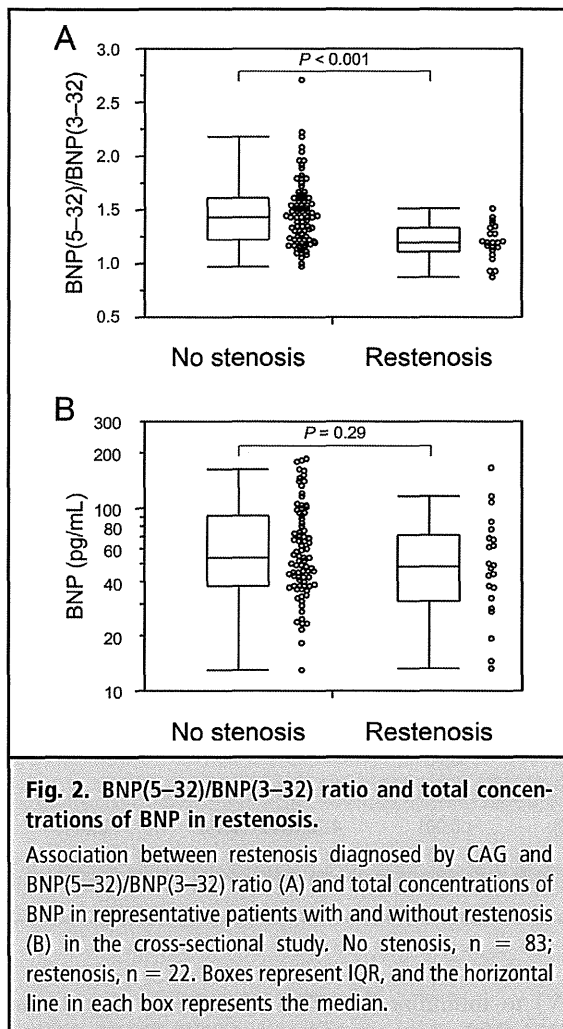 A
3.0
P < 0.001
2.5
2.0
1.5
1.0
0.5
BNP(5–32)/BNP(3–32)
No stenosis
Restenosis
B
300
P = 0.29
200
100
80
60
40
20
10
BNP (pg/mL)
No stenosis
Restenosis
Fig. 2. BNP(5–32)/BNP(3–32) ratio and total concen-
trations of BNP in restenosis.
Association between restenosis diagnosed by CAG and
BNP(5–32)/BNP(3–32) ratio (A) and total concentrations of
BNP in representative patients with and without restenosis
(B) in the cross-sectional study. No stenosis, n = 83;
restenosis, n = 22. Boxes represent IQR, and the horizontal
line in each box represents the median.